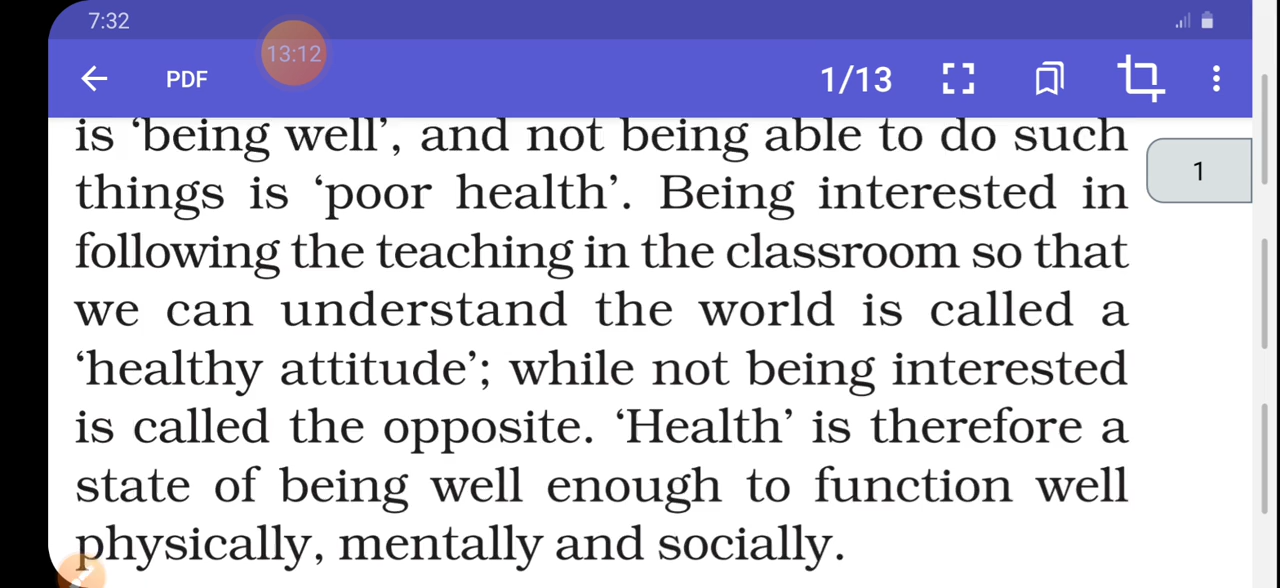 7:32
13:12
PDF
1/13
is ‘being well’, and not being able to do such
1
things is ‘poor health’. Being interested in
following the teaching in the classroom so that
we can understand the world is called a
‘healthy attitude’; while not being interested
is called the opposite. ‘Health’ is therefore a
state of being well enough to function well
physically, mentally and socially.